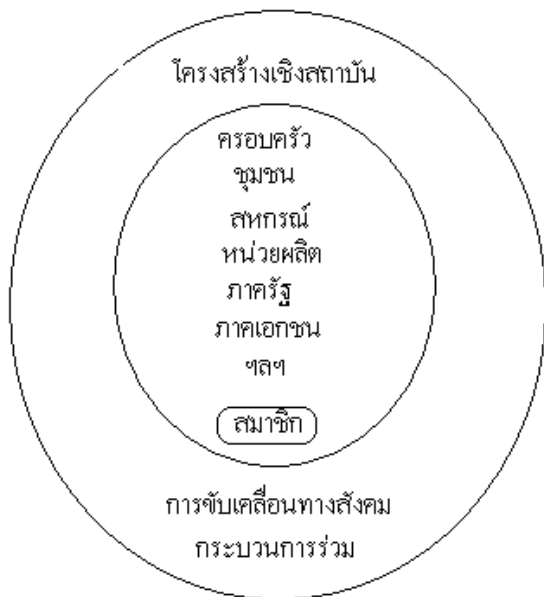 โครงสร้างเชิงสถาบัน
ครอบครัว
ชุมชน
สหกรณ์
หน่วยผลิต
ภาครัฐ
ภาคเอกชน
ฯลฯ
สมาชิก
การขับเคลื่อนทางสังคม
กระบวนการร่วม